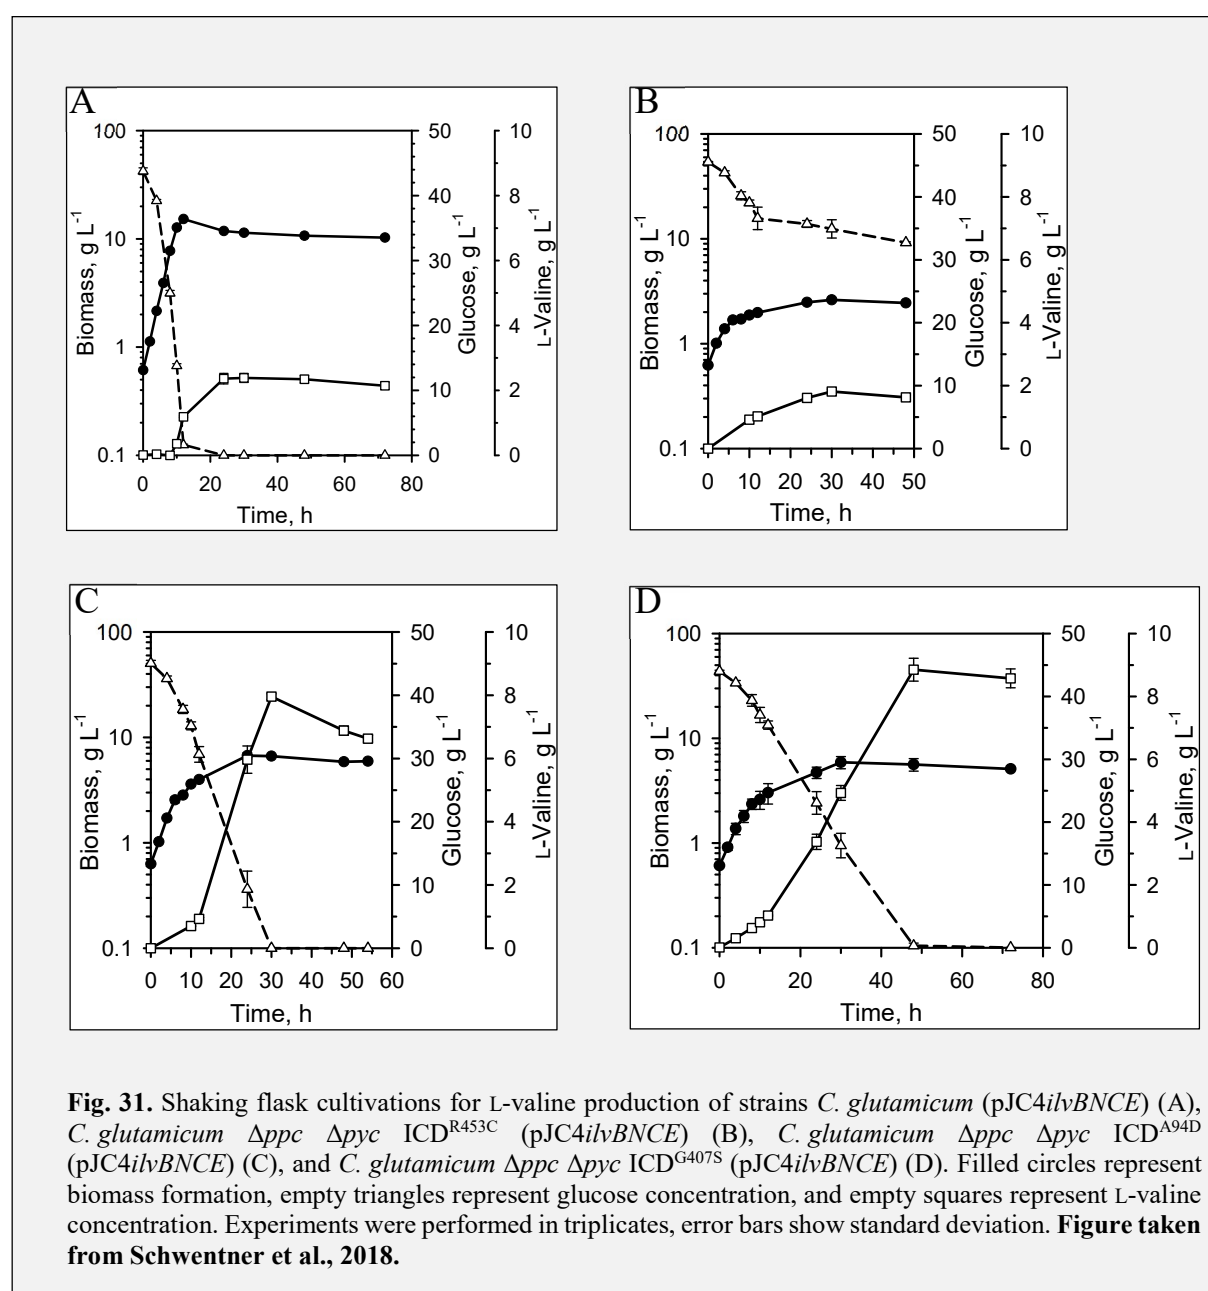 A
100
10
1
0.1
Biomass, g L-1
0 20 40 60 80
Time, h
50
40
30
20
10
0
Glucose, g L-1
10
8
6
4
2
0
L-Valine, g L-1
B
100
10
1
0.1
Biomass, g L-1
0 10 20 30 40 50
Time, h
50
40
30
20
10
0
Glucose, g L-1
10
8
6
4
2
0
L-Valine, g L-1
C
100
10
1
0.1
Biomass, g L-1
0 10 20 30 40 50 60
Time, h
50
40
30
20
10
0
Glucose, g L-1
10
8
6
4
2
0
L-Valine, g L-1
D
100
10
1
0.1
Biomass, g L-1
0 20 40 60 80
Time, h
50
40
30
20
10
0
Glucose, g L-1
10
8
6
4
2
0
L-Valine, g L-1
Fig. 31. Shaking flask cultivations for L-valine production of strains C. glutamicum (pJC4ilvBNCE) (A),
C. glutamicum Δppc Δpyc ICDR453C (pJC4ilvBNCE) (B), C. glutamicum Δppc Δpyc ICDA94D
(pJC4ilvBNCE) (C), and C. glutamicum Δppc Δpyc ICDG407S (pJC4ilvBNCE) (D). Filled circles represent
biomass formation, empty triangles represent glucose concentration, and empty squares represent L-valine
concentration. Experiments were performed in triplicates, error bars show standard deviation. Figure taken
from Schwentner et al., 2018.